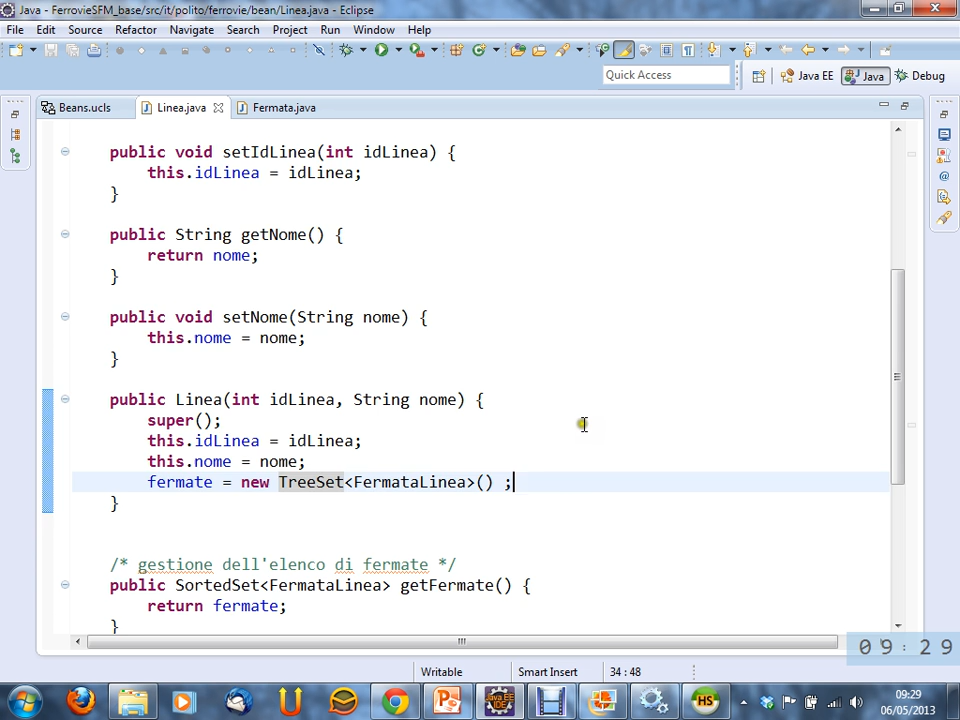 Java - FerrovieSFM_base/src/it/polito/ferrovie/bean/Linea.java - Eclipse
File Edit Source Refactor Navigate Search Project Run Window Help
Quick Access
Java EE Java Debug
Beans.ucls Linea.java Fermata.java
public void setIdLinea(int idLinea) {
this.idLinea = idLinea;
}
public String getNome() {
return nome;
}
public void setNome(String nome) {
this.nome = nome;
}
public Linea(int idLinea, String nome) {
super();
this.idLinea = idLinea;
this.nome = nome;
fermate = new TreeSet<FermataLinea>() ;
}
/* gestione dell'elenco di fermate */
public SortedSet<FermataLinea> getFermate() {
return fermate;
}
09:29
Writable Smart Insert 34 : 48
09:29
06/05/2013